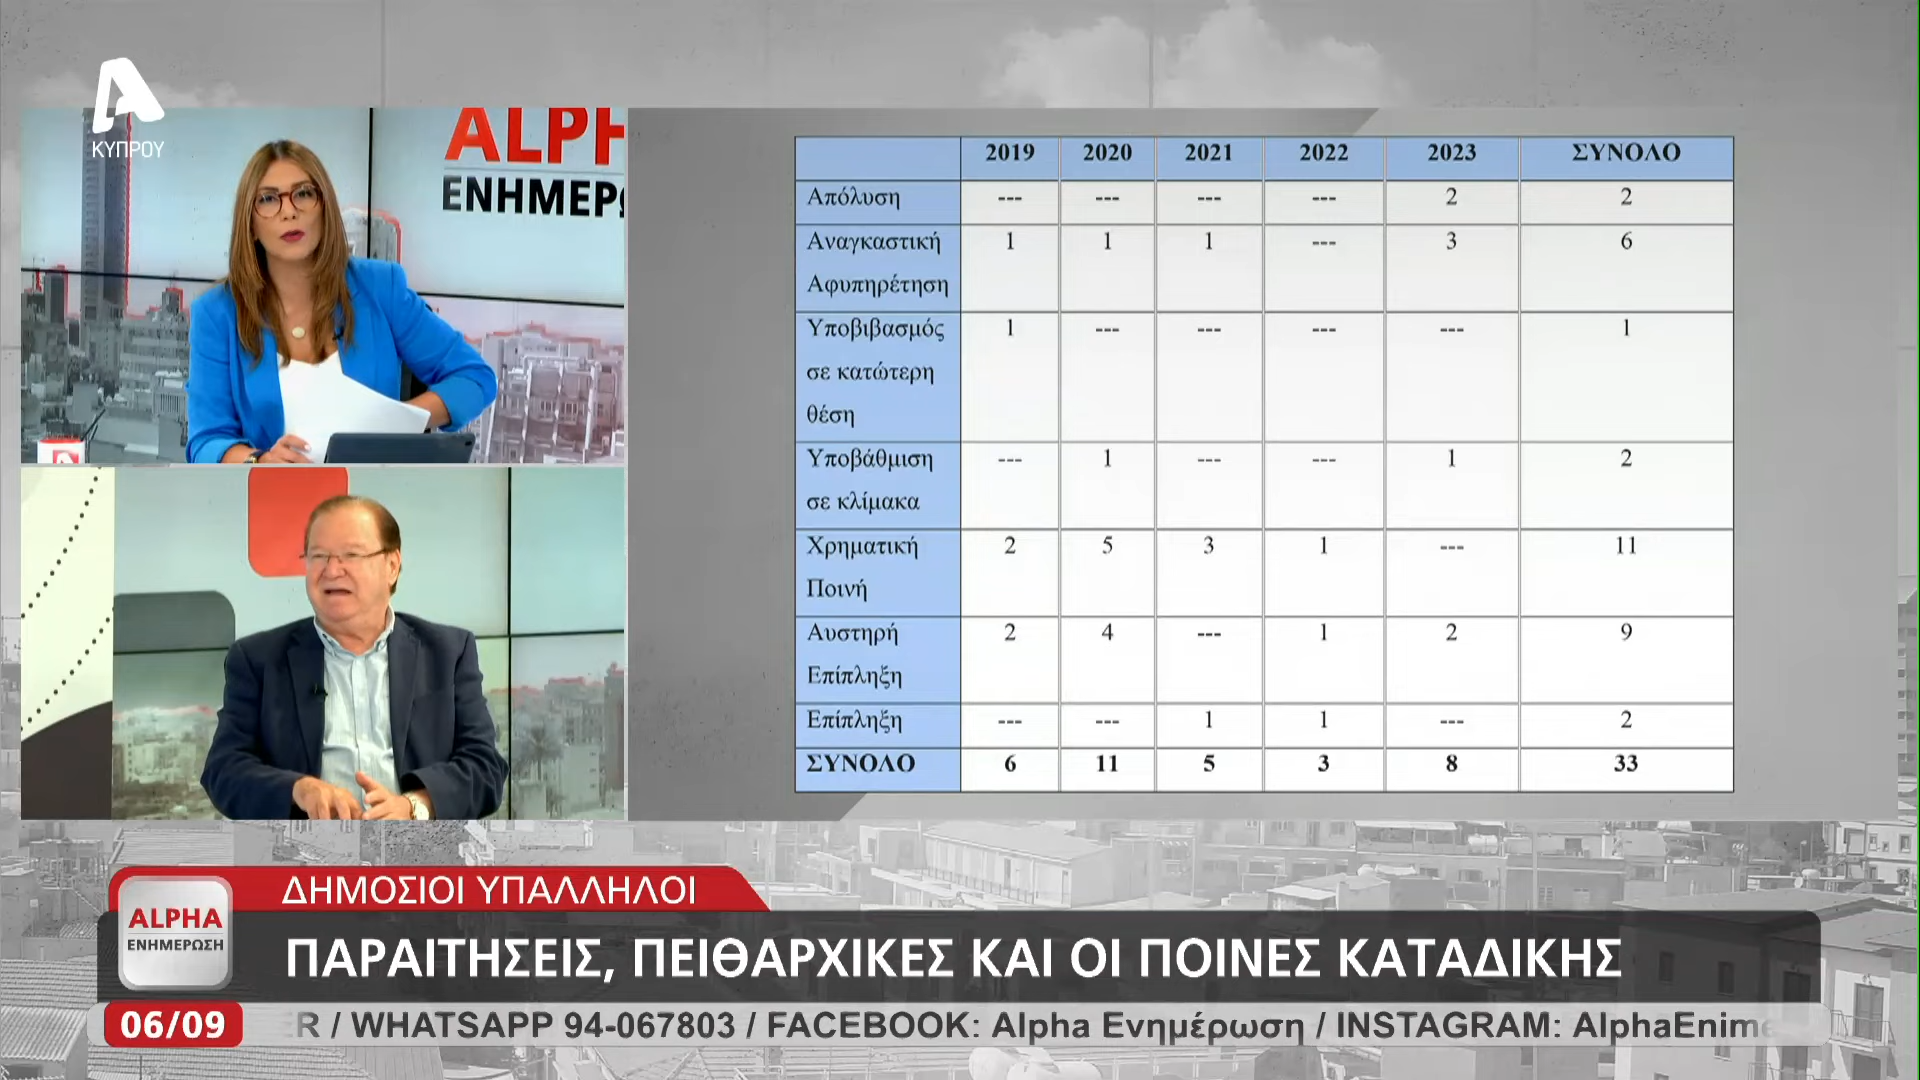 ΚΥΠΡΟΥ
ALPH
ΕΝΗΜΕΡ
2019 2020 2021 2022 2023 ΣΥΝΟΛΟ
Απόλυση --- --- --- --- 2 2
Αναγκαστική 1 1 1 --- 3 6
Αφυπηρέτηση
Υποβιβασμός 1 --- --- --- --- 1
σε κατώτερη
θέση
Υποβάθμιση --- 1 --- --- 1 2
σε κλίμακα
Χρηματική 2 5 3 1 --- 11
Ποινή
Αυστηρή 2 4 --- 1 2 9
Επίπληξη
Επίπληξη --- --- 1 1 --- 2
ΣΥΝΟΛΟ 6 11 5 3 8 33
ΔΗΜΟΣΙΟΙ ΥΠΑΛΛΗΛΟΙ
ALPHA
ΕΝΗΜΕΡΩΣΗ
ΠΑΡΑΙΤΗΣΕΙΣ, ΠΕΙΘΑΡΧΙΚΕΣ ΚΑΙ ΟΙ ΠΟΙΝΕΣ ΚΑΤΑΔΙΚΗΣ
06/09
ER / WHATSAPP 94-067803 / FACEBOOK: Alpha Ενημέρωση / INSTAGRAM: AlphaEnime